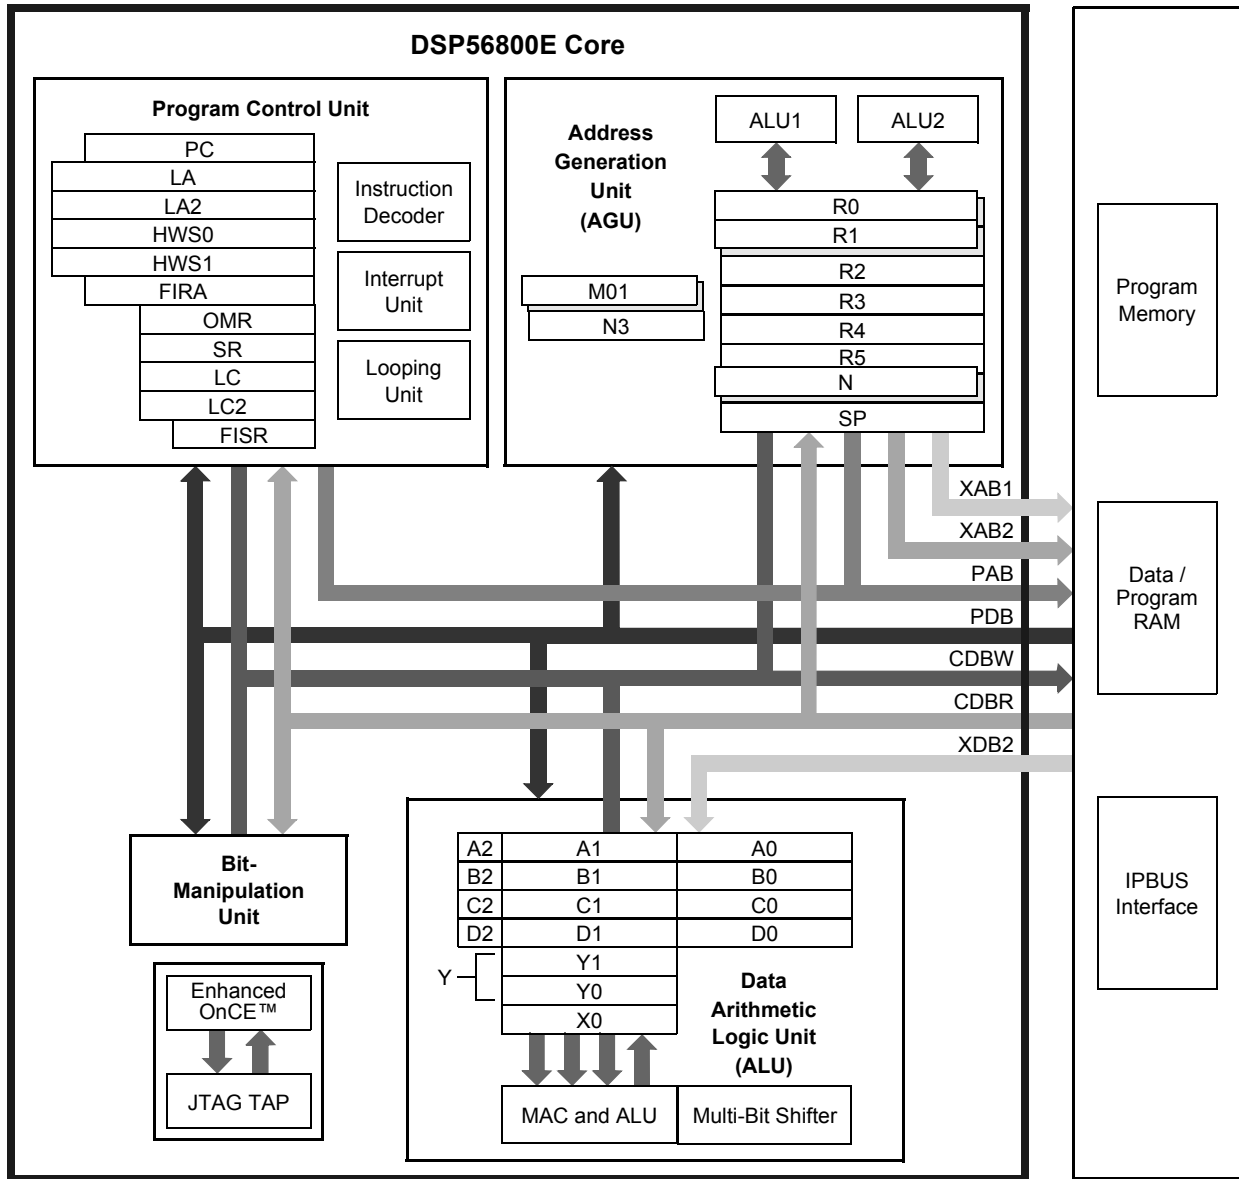 DSP56800E Core
Program Control Unit
PC
LA
LA2
HWS0
HWS1
FIRA
OMR
SR
LC
LC2
FISR
Instruction
Decoder
Interrupt
Unit
Looping
Unit
Address
Generation
Unit
(AGU)
ALU1
ALU2
R0
R1
R2
R3
R4
R5
N
SP
M01
N3
XAB1
XAB2
PAB
PDB
CDBW
CDBR
XDB2
Program
Memory
Data /
Program
RAM
IPBUS
Interface
Bit-
Manipulation
Unit
Enhanced
OnCE™
JTAG TAP
A2 A1 A0
B2 B1 B0
C2 C1 C0
D2 D1 D0
Y
Y1
Y0
X0
Data
Arithmetic
Logic Unit
(ALU)
MAC and ALU
Multi-Bit Shifter